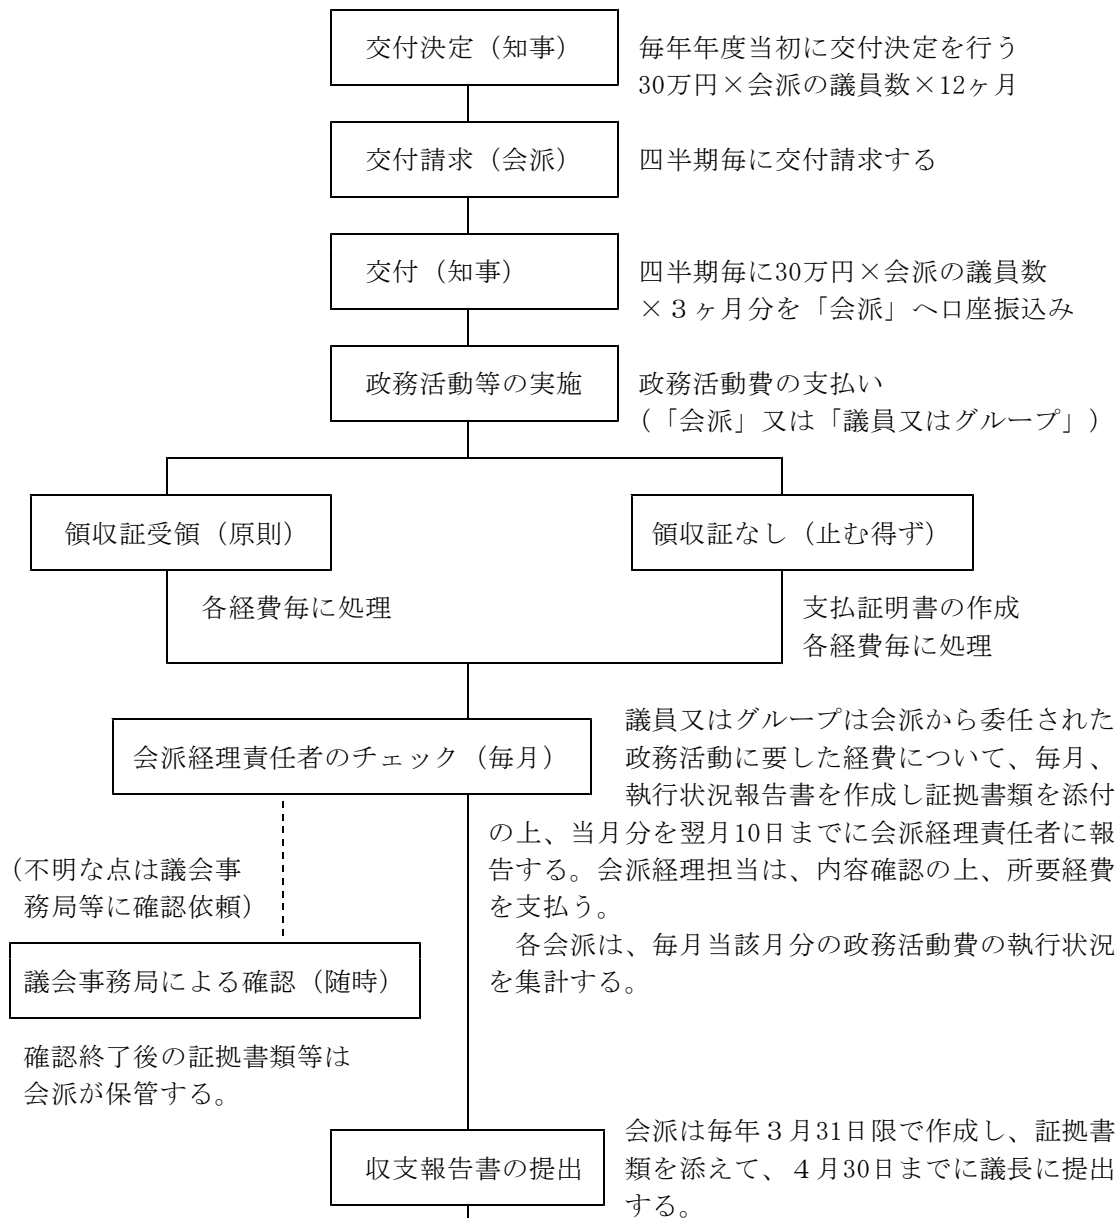 交付決定（知事）
毎年年度当初に交付決定を行う
30万円×会派の議員数×12ヶ月
交付請求（会派）
四半期毎に交付請求する
交付（知事）
四半期毎に30万円×会派の議員数
×３ヶ月分を「会派」へ口座振込み
政務活動等の実施
政務活動費の支払い
（「会派」又は「議員又はグループ」）
領収証受領（原則）
領収証なし（止む得ず）
各経費毎に処理
支払証明書の作成
各経費毎に処理
会派経理責任者のチェック（毎月）
議員又はグループは会派から委任された
政務活動に要した経費について、毎月、
執行状況報告書を作成し証拠書類を添付
の上、当月分を翌月10日までに会派経理責任者に報
告する。会派経理担当は、内容確認の上、所要経費
を支払う。
各会派は、毎月当該月分の政務活動費の執行状況
を集計する。
（不明な点は議会事
務局等に確認依頼）
議会事務局による確認（随時）
確認終了後の証拠書類等は
会派が保管する。
収支報告書の提出
会派は毎年３月31日限で作成し、証拠書
類を添えて、４月30日までに議長に提出
する。